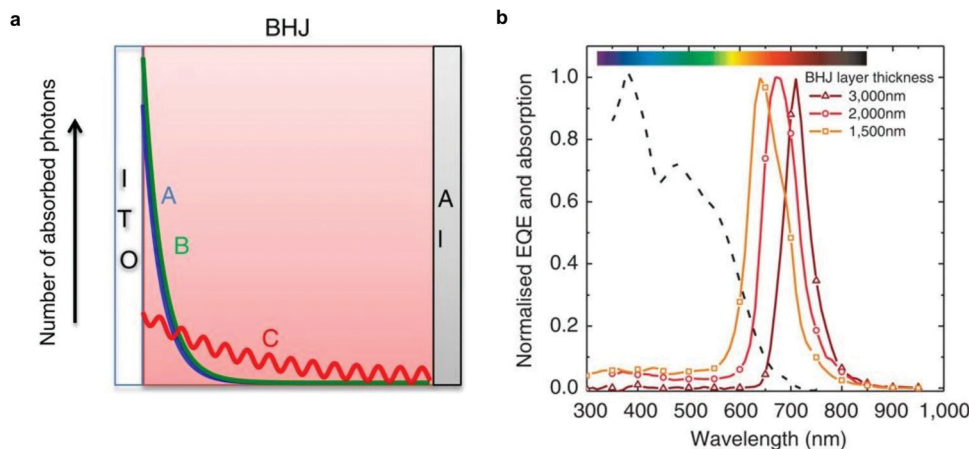 a
BHJ
Number of absorbed photons
I
T
O
A
B
C
A
l
b
Normalised EQE and absorption
BHJ layer thickness
3,000nm
2,000nm
1,500nm
1.0
0.8
0.6
0.4
0.2
0.0
300 400 500 600 700 800 900 1,000
Wavelength (nm)